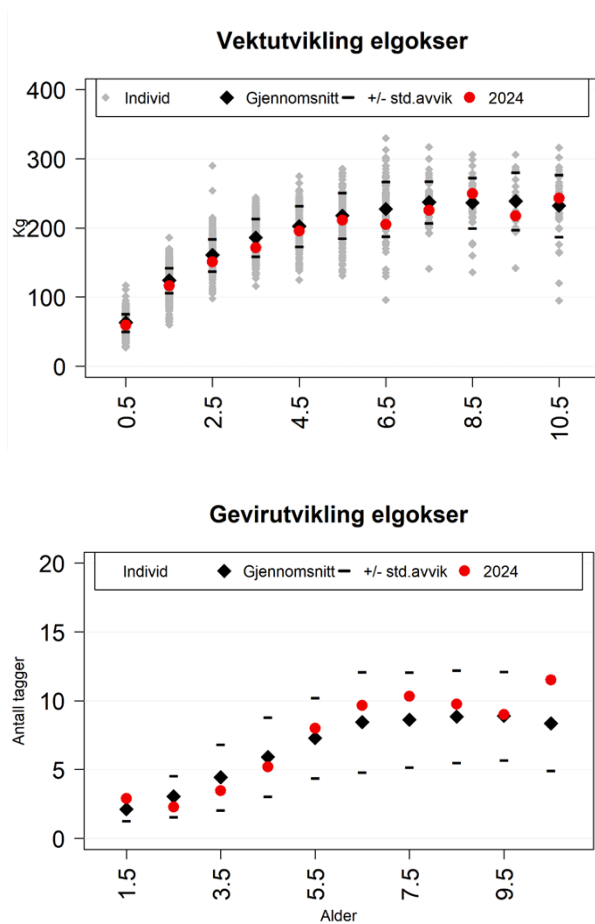 Vektutvikling elgokser
Individ Gjennomsnitt +/- std.avvik 2024
400
300
200
100
0
Kg
0.5 2.5 4.5 6.5 8.5 10.5
Gevirutvikling elgokser
Individ Gjennomsnitt +/- std.avvik 2024
20
15
10
5
0
Antall tagger
1.5 3.5 5.5 7.5 9.5
Alder